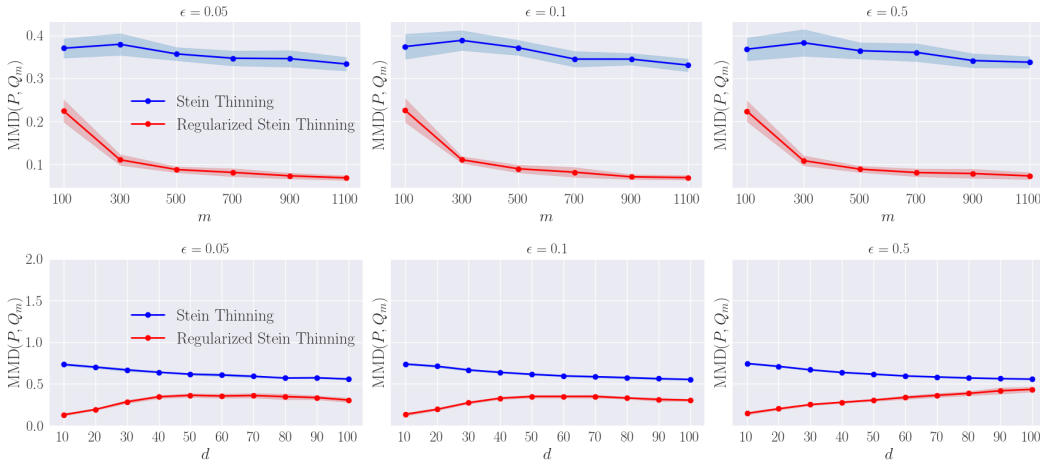 ϵ = 0.05
ϵ = 0.1
ϵ = 0.5
MMD(P, Qₘ)
0.4
0.3
0.2
0.1
Stein Thinning
Regularized Stein Thinning
100 300 500 700 900 1100
m
MMD(P, Qₘ)
100 300 500 700 900 1100
m
MMD(P, Qₘ)
100 300 500 700 900 1100
m
ϵ = 0.05
ϵ = 0.1
ϵ = 0.5
MMD(P, Qₘ)
2.0
1.5
1.0
0.5
0.0
Stein Thinning
Regularized Stein Thinning
10 20 30 40 50 60 70 80 90 100
d
MMD(P, Qₘ)
10 20 30 40 50 60 70 80 90 100
d
MMD(P, Qₘ)
10 20 30 40 50 60 70 80 90 100
d